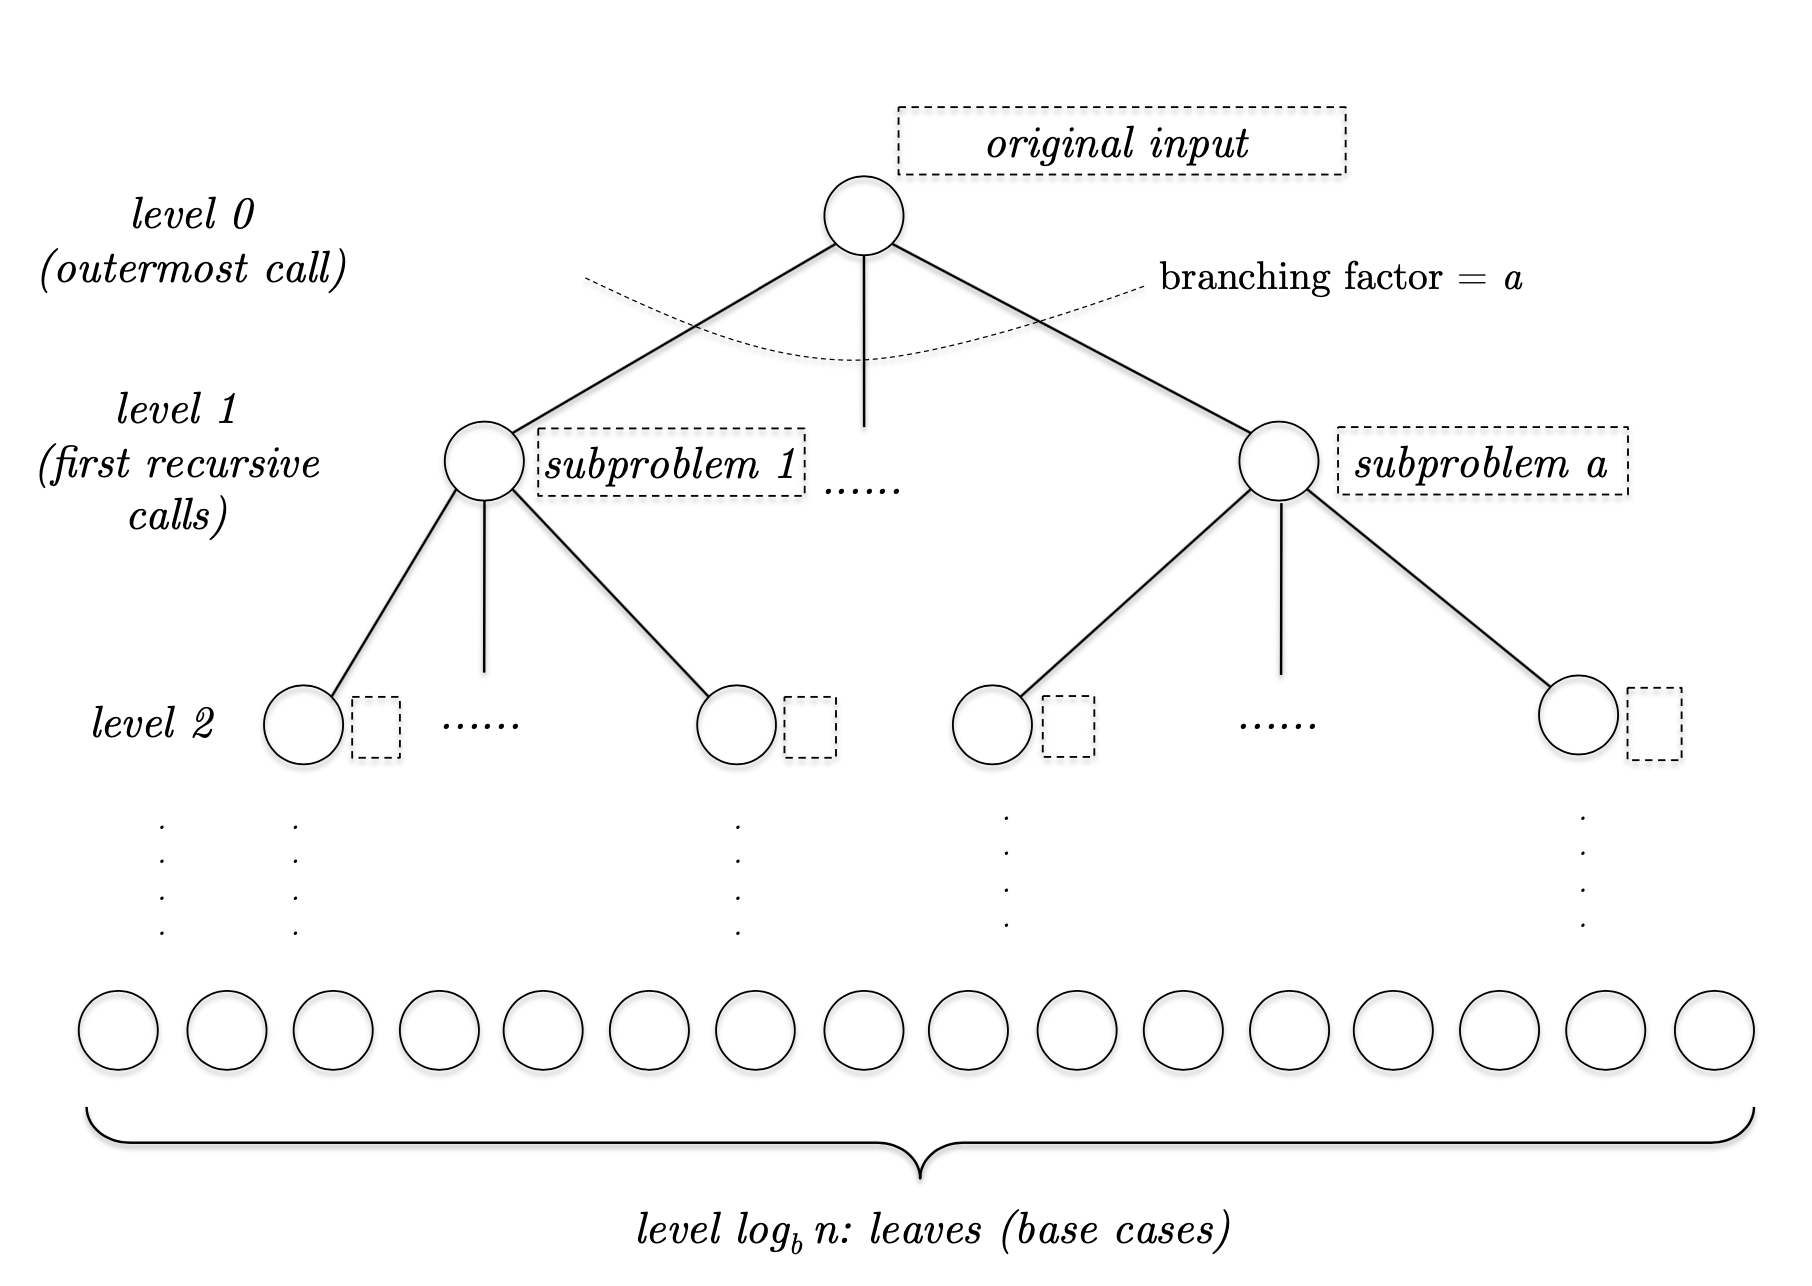 original input
level 0
(outermost call)
branching factor = a
level 1
(first recursive
calls)
subproblem 1
......
subproblem a
level 2
......
......
level log_b n: leaves (base cases)